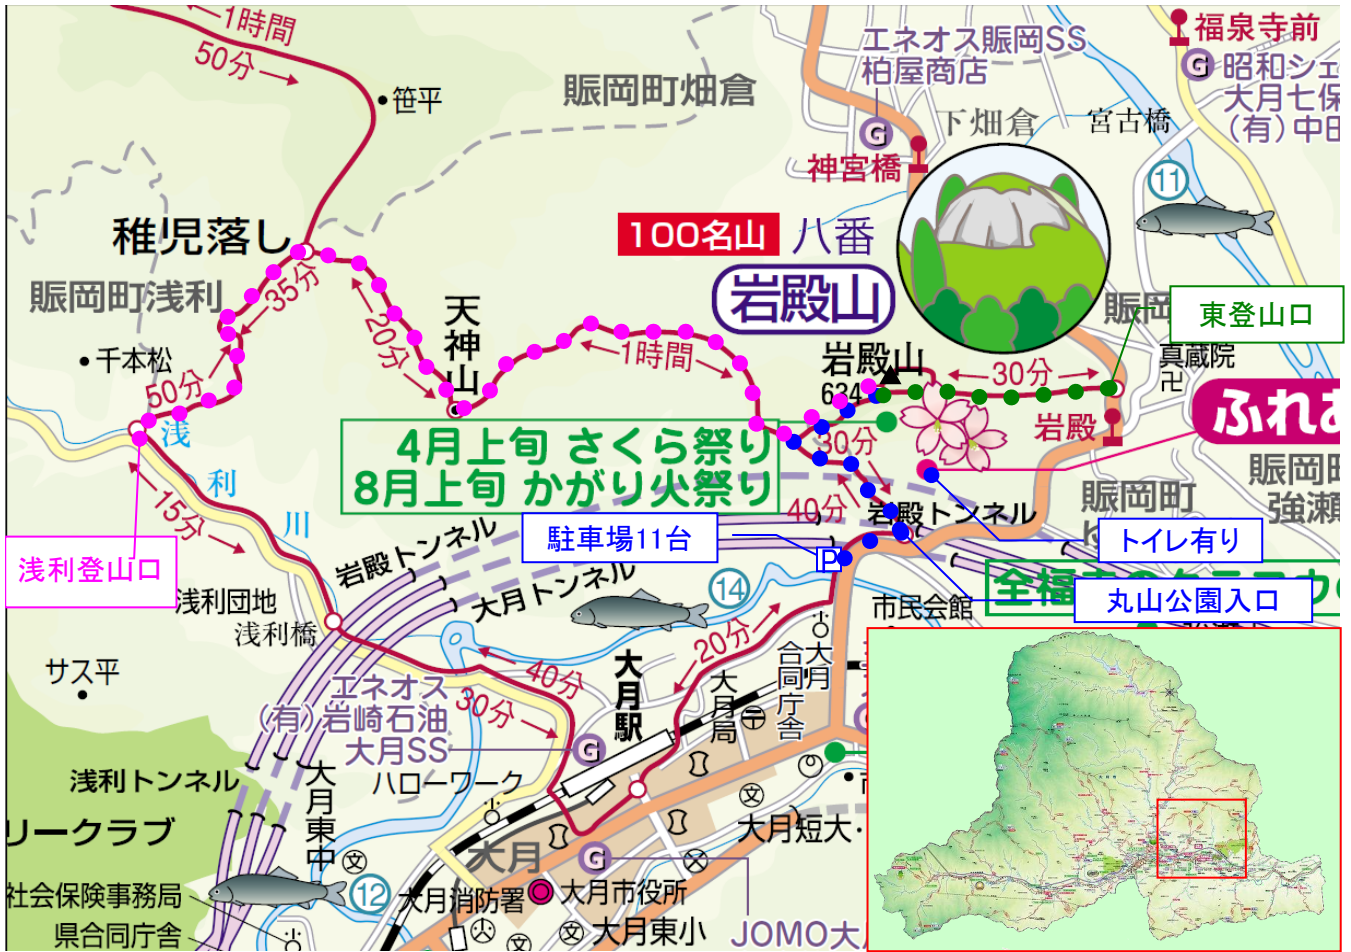 1時間
50分
笹平
賑岡町畑倉
エネオス賑岡SS
柏屋商店
G
神宮橋
下畑倉
宮古橋
福泉寺前
G
昭和シェ
大月七保
(有)中田
11
稚児落し
賑岡町浅利
35分
20分
千本松
50分
天神山
1時間
100名山
八番
岩殿山
岩殿山
634
30分
賑岡
東登山口
真蔵院
卍
ふれあ
岩殿
賑岡町
強瀬
賑岡町
4月上旬 さくら祭り
8月上旬 かがり火祭り
30分
40分
岩殿トンネル
浅利川
15分
浅利登山口
駐車場11台
P
トイレ有り
丸山公園入口
岩殿トンネル
大月トンネル
14
浅利団地
浅利橋
サス平
市民会館
20分
40分
30分
大月駅
大月局
大月合同庁舎
エネオス
(有)岩崎石油
大月SS
G
ハローワーク
浅利トンネル
大月東中
リークラブ
大月短大
大月
G
文
文
12
大月消防署
大月市役所
社会保険事務局
県合同庁舎
文
文
大月東小
JOMO大